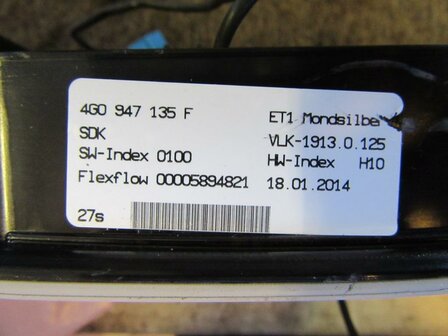 4G0 947 135 F ET1 Mondsilbe
SDK VLK-1913.0.125
SW-Index 0100 HW-Index H10
Flexflow 00005894821 18.01.2014
27s